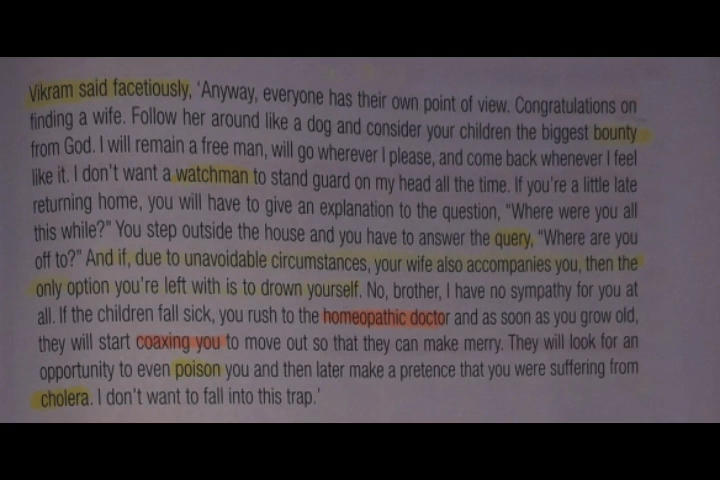 Vikram said facetiously, 'Anyway, everyone has their own point of view. Congratulations on
finding a wife. Follow her around like a dog and consider your children the biggest bounty
from God. I will remain a free man, will go wherever I please, and come back whenever I feel
like it. I don't want a watchman to stand guard on my head all the time. If you're a little late
returning home, you will have to give an explanation to the question, "Where were you all
this while?" You step outside the house and you have to answer the query, "Where are you
off to?" And if, due to unavoidable circumstances, your wife also accompanies you, then the
only option you're left with is to drown yourself. No, brother, I have no sympathy for you at
all. If the children fall sick, you rush to the homeopathic doctor and as soon as you grow old,
they will start coaxing you to move out so that they can make merry. They will look for an
opportunity to even poison you and then later make a pretence that you were suffering from
cholera. I don't want to fall into this trap.'